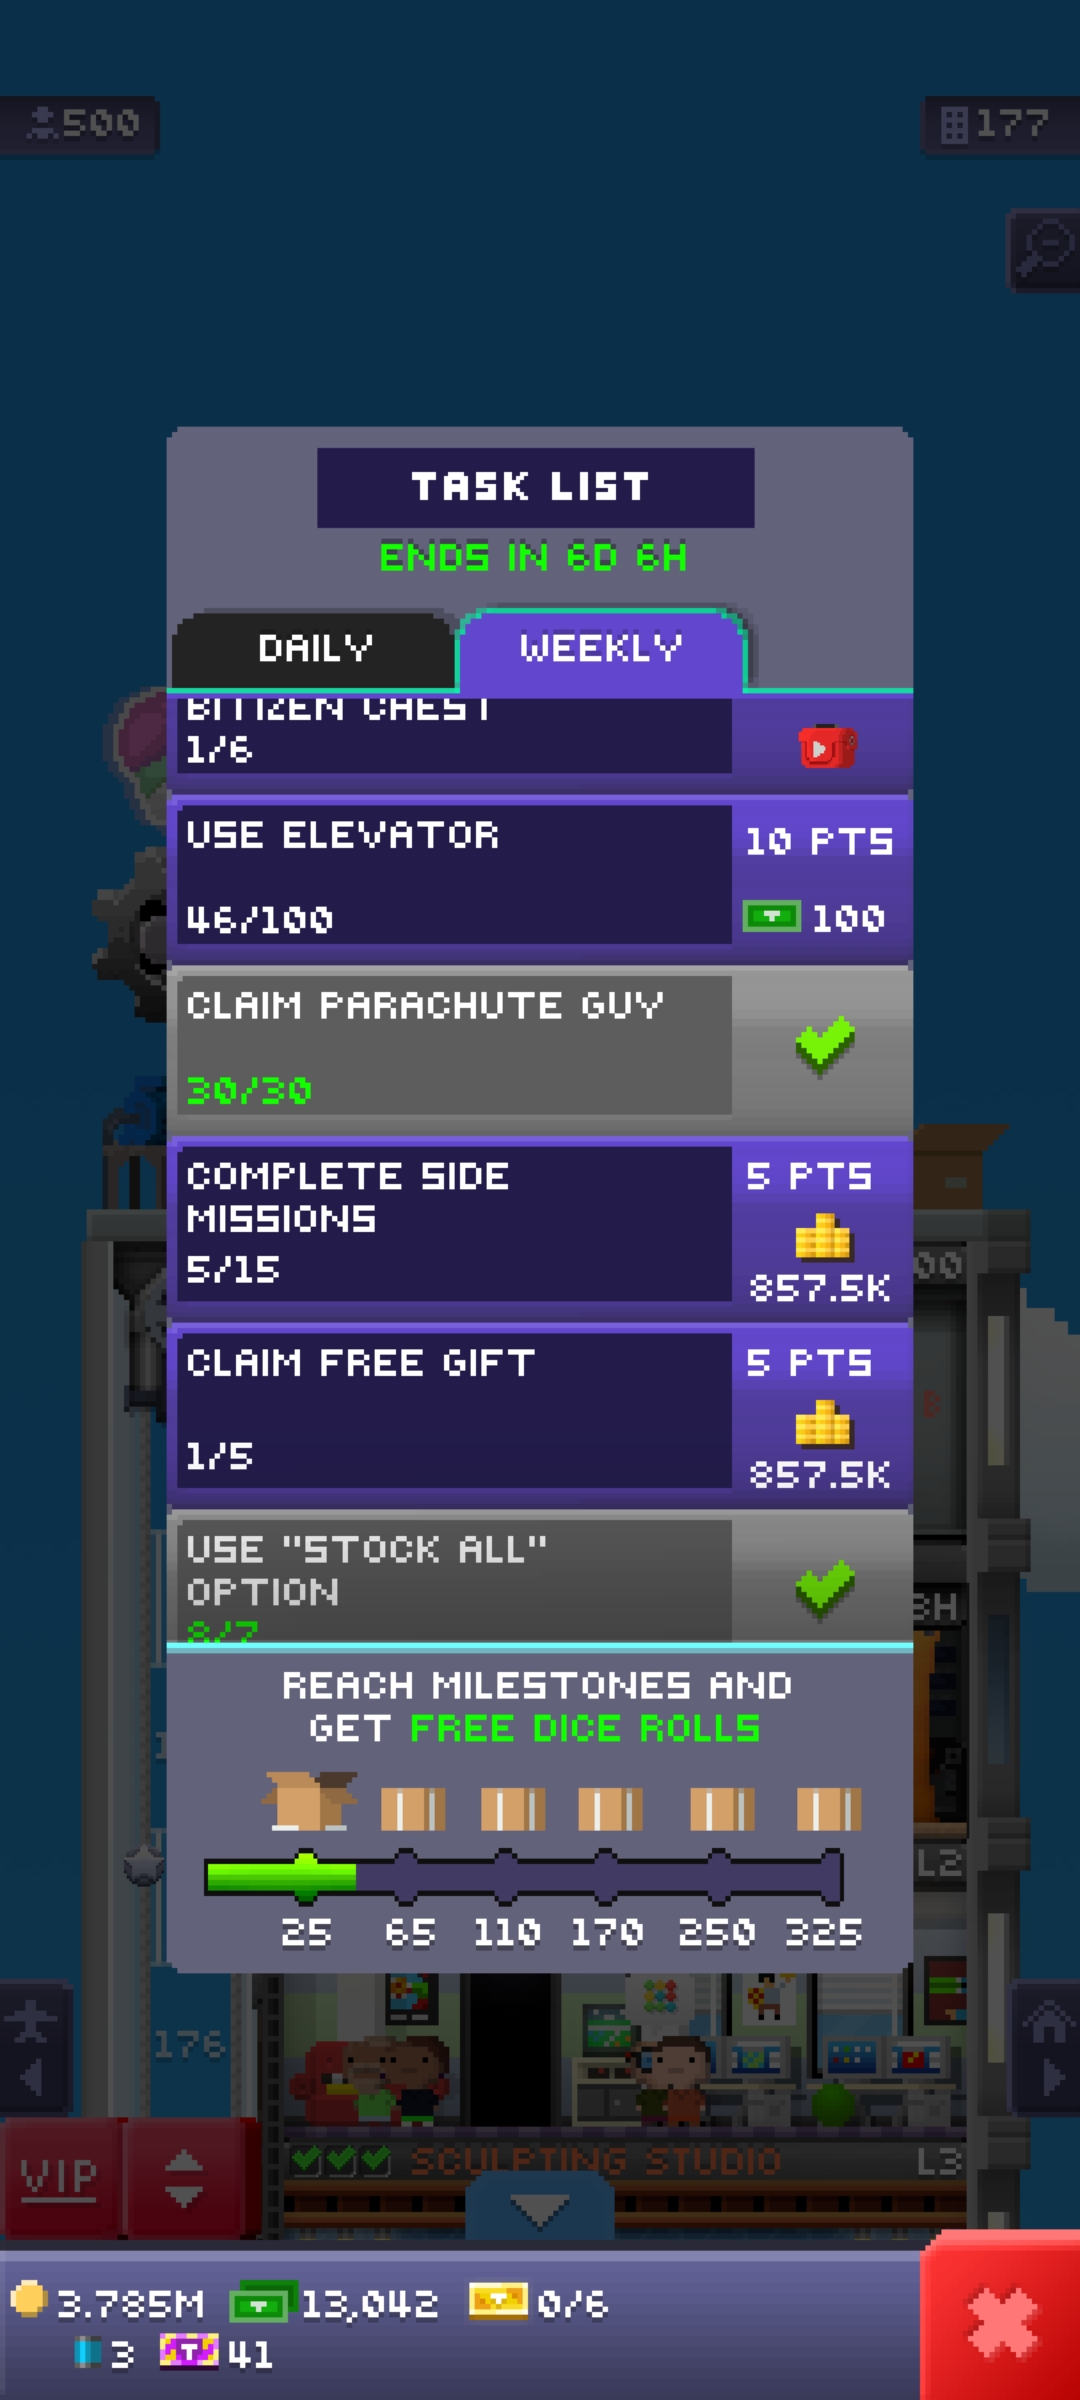 500
177
TASK LIST
ENDS IN 6D 6H
DAILY
WEEKLY
BITIZEN CHEST
1/6
USE ELEVATOR
10 PTS
46/100
100
CLAIM PARACHUTE GUY
30/30
COMPLETE SIDE
MISSIONS
5 PTS
5/15
857.5K
CLAIM FREE GIFT
5 PTS
1/5
857.5K
USE "STOCK ALL"
OPTION
8/7
REACH MILESTONES AND
GET FREE DICE ROLLS
25 65 110 170 250 325
L2
176
VIP
SCULPTING STUDIO
L3
3.785M
13,042
0/6
3
41